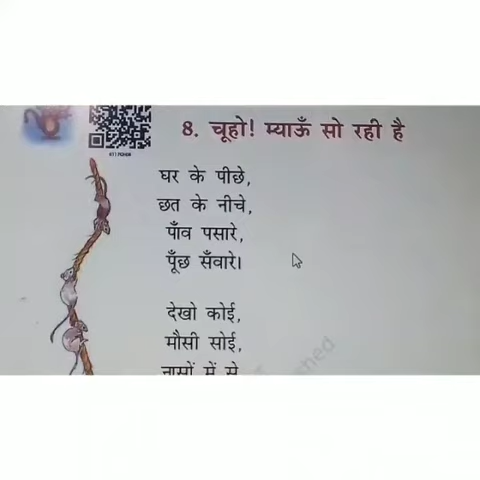 8. चूहो! म्याऊँ सो रही है
घर के पीछे,
छत के नीचे,
पाँव पसारे,
पूँछ सँवारे।
देखो कोई,
मौसी सोई,
नासों में से